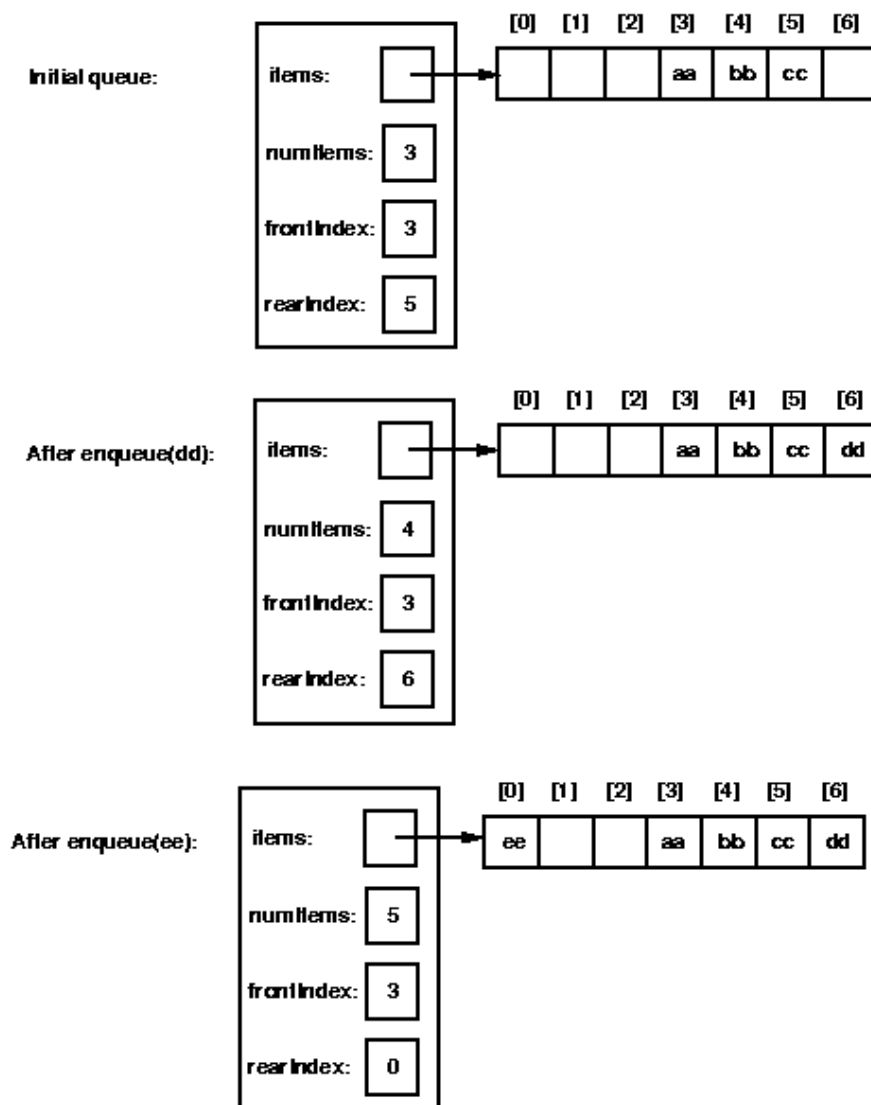 [0] [1] [2] [3] [4] [5] [6]
Initial queue: items: aa bb cc
numItems: 3
frontIndex: 3
rearIndex: 5
[0] [1] [2] [3] [4] [5] [6]
After enqueue(dd): items: aa bb cc dd
numItems: 4
frontIndex: 3
rearIndex: 6
[0] [1] [2] [3] [4] [5] [6]
After enqueue(ee): items: ee aa bb cc dd
numItems: 5
frontIndex: 3
rearIndex: 0